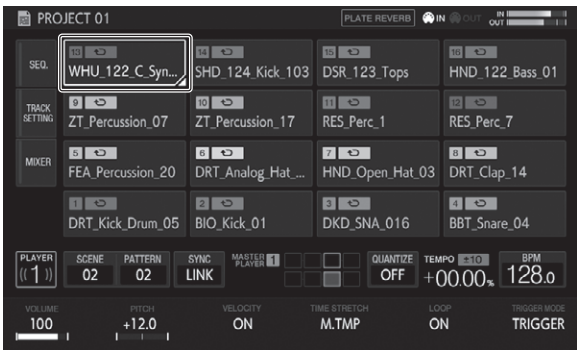 PROJECT 01 PLATE REVERB IN OUT IN OUT
SEQ. 13 14 15 16
WHU_122_C_Syn... SHD_124_Kick_103 DSR_123_Tops HND_122_Bass_01
TRACK SETTING 9 10 11 12
ZT_Percussion_07 ZT_Percussion_17 RES_Perc_1 RES_Perc_7
MIXER 5 6 7 8
FEA_Percussion_20 DRT_Analog_Hat_... HND_Open_Hat_03 DRT_Clap_14
1 2 3 4
DRT_Kick_Drum_05 BIO_Kick_01 DKD_SNA_016 BBT_Snare_04
PLAYER SCENE PATTERN SYNC MASTER PLAYER 1 QUANTIZE TEMPO ±10 BPM
((1)) 02 02 LINK OFF +00.00% 128.0
VOLUME PITCH VELOCITY TIME STRETCH LOOP TRIGGER MODE
100 +12.0 ON M.TMP ON TRIGGER